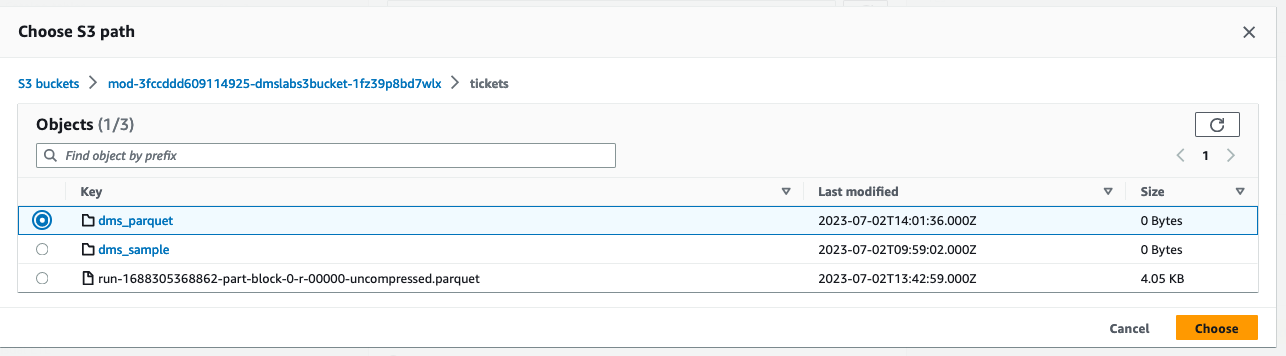 Choose S3 path
S3 buckets > mod-3fccddd609114925-dmslabs3bucket-1fz39p8bd7wlx > tickets
Objects (1/3)
Find object by prefix
1
Key Last modified Size
dms_parquet 2023-07-02T14:01:36.000Z 0 Bytes
dms_sample 2023-07-02T09:59:02.000Z 0 Bytes
run-1688305368862-part-block-0-r-00000-uncompressed.parquet 2023-07-02T13:42:59.000Z 4.05 KB
Cancel Choose